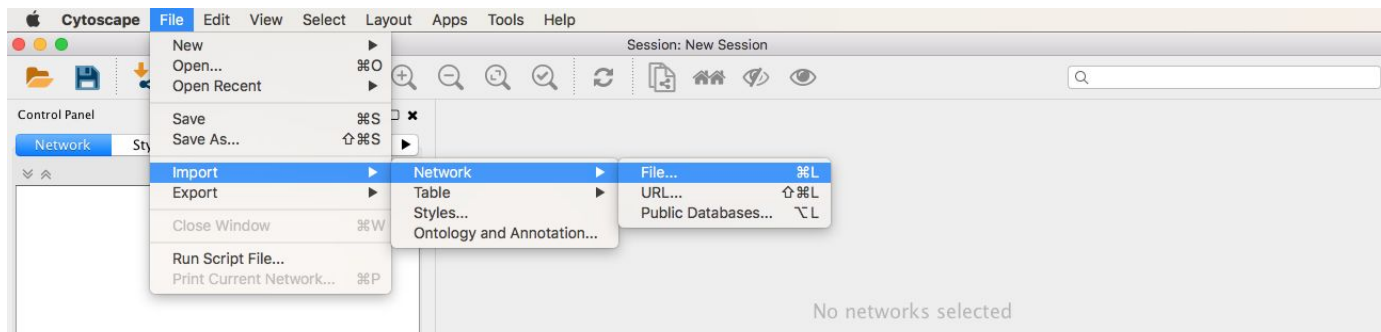 Cytoscape File Edit View Select Layout Apps Tools Help
Session: New Session
New
Open... ⌘O
Open Recent
Control Panel
Save ⌘S
Save As... ⇧⌘S
Network
Import
Network
File... ⌘L
Export
Table
URL... ⇧⌘L
Styles...
Public Databases... ⌥L
Close Window ⌘W
Ontology and Annotation...
Run Script File...
Print Current Network... ⌘P
No networks selected